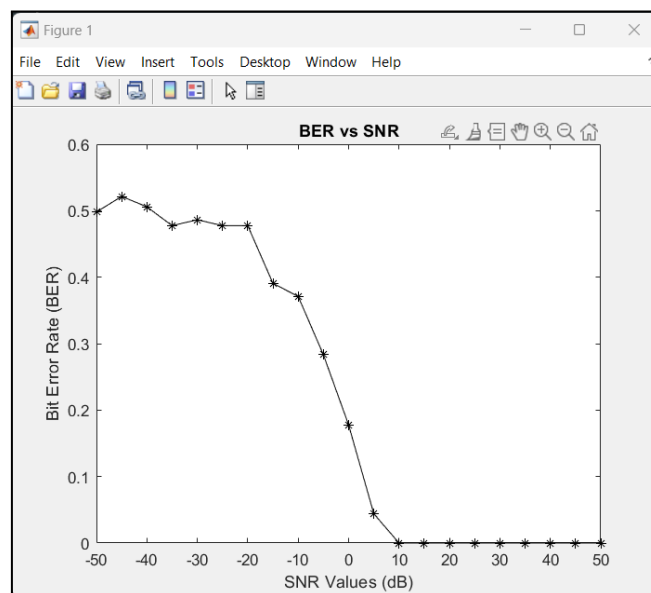 Figure 1
File Edit View Insert Tools Desktop Window Help
BER vs SNR
0.6
0.5
0.4
0.3
0.2
0.1
0
Bit Error Rate (BER)
-50 -40 -30 -20 -10 0 10 20 30 40 50
SNR Values (dB)